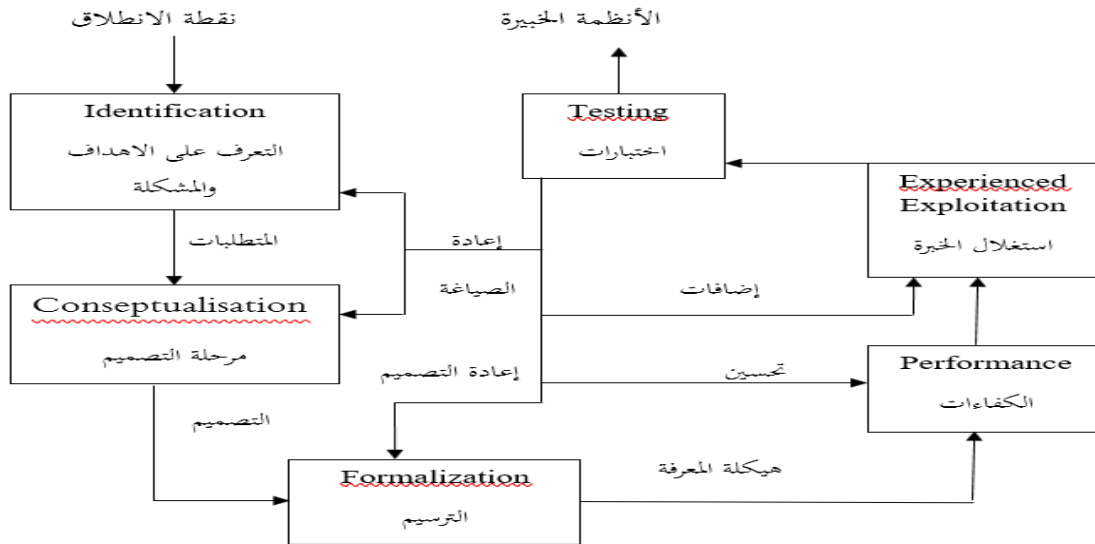 نقطة الانطلاق
الأنظمة الخبيرة
Identification
التعرف على الاهداف
والمشكلة
Testing
اختبارات
Experienced
Exploitation
استغلال الخبرة
المتطلبات
إعادة
الصياغة
إضافات
Conseptualisation
مرحلة التصميم
إعادة التصميم
تحسين
Performance
الكفاءات
التصميم
Formalization
الترسيم
هيكلة المعرفة